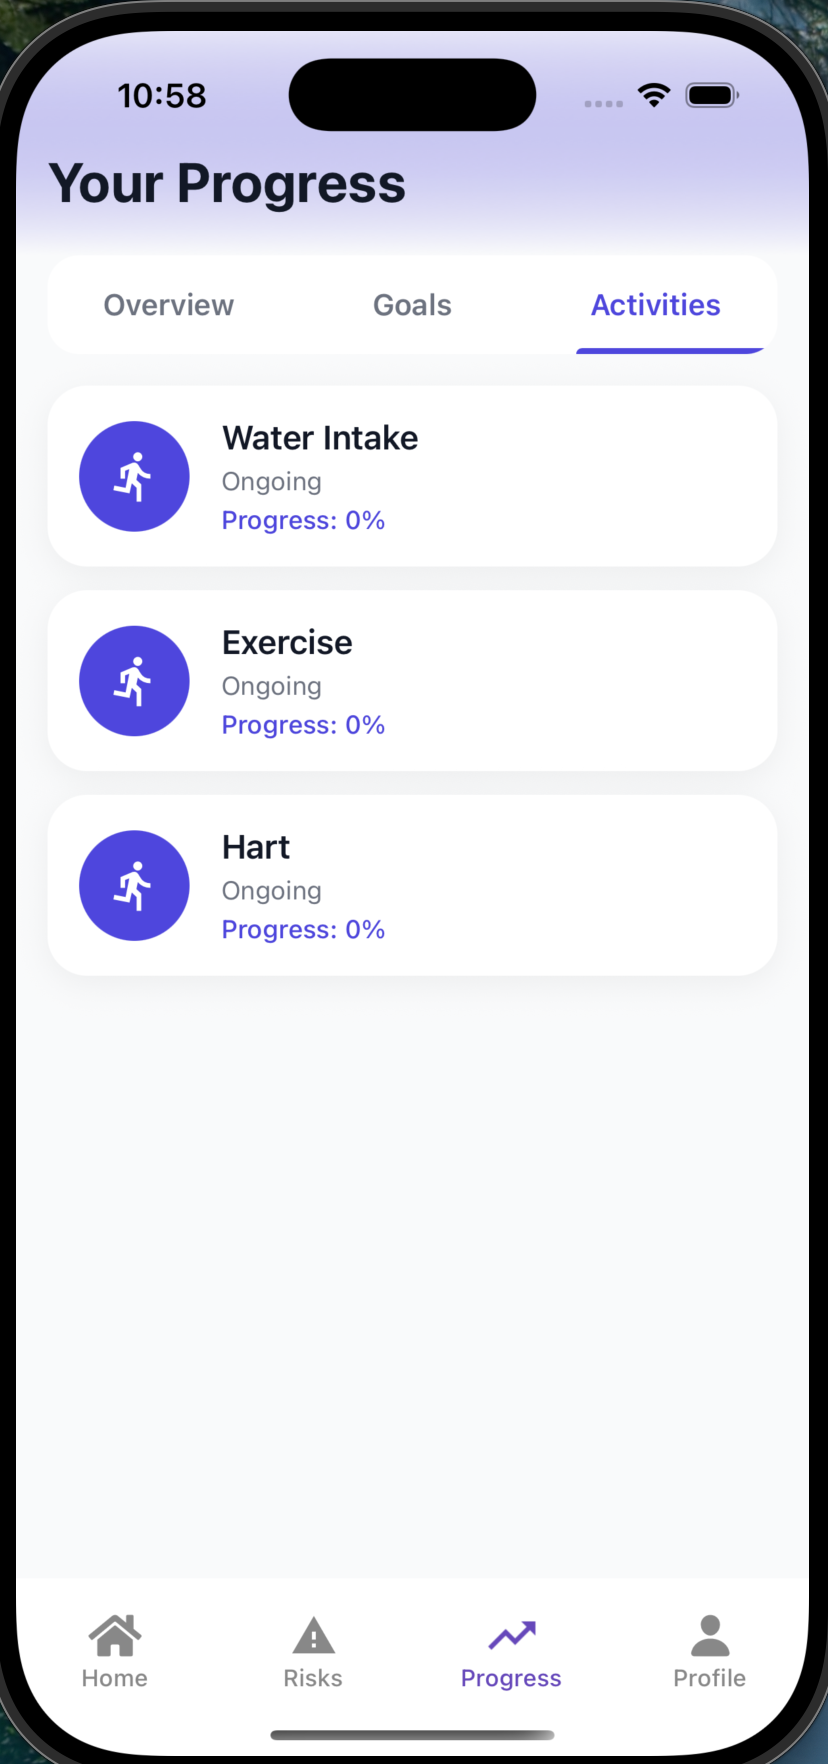 10:58
Your Progress
Overview
Goals
Activities
Water Intake
Ongoing
Progress: 0%
Exercise
Ongoing
Progress: 0%
Hart
Ongoing
Progress: 0%
Home
Risks
Progress
Profile